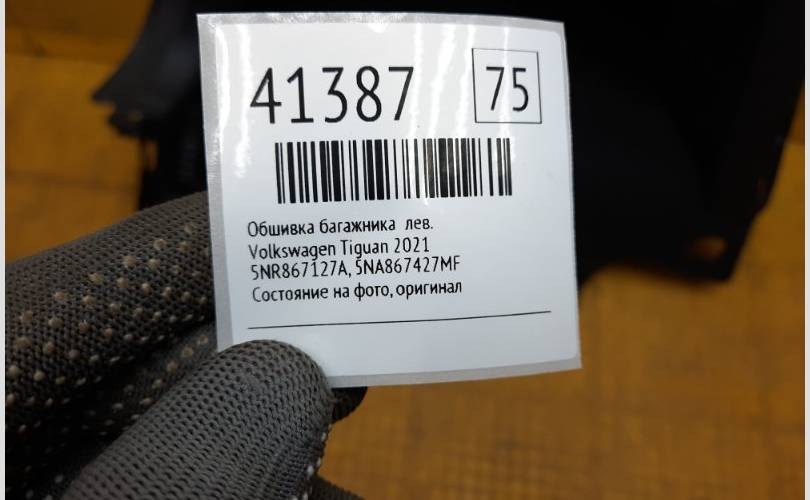 41387 75
Обшивка багажника лев.
Volkswagen Tiguan 2021
5NR867127A, 5NA867427MF
Состояние на фото, оригинал